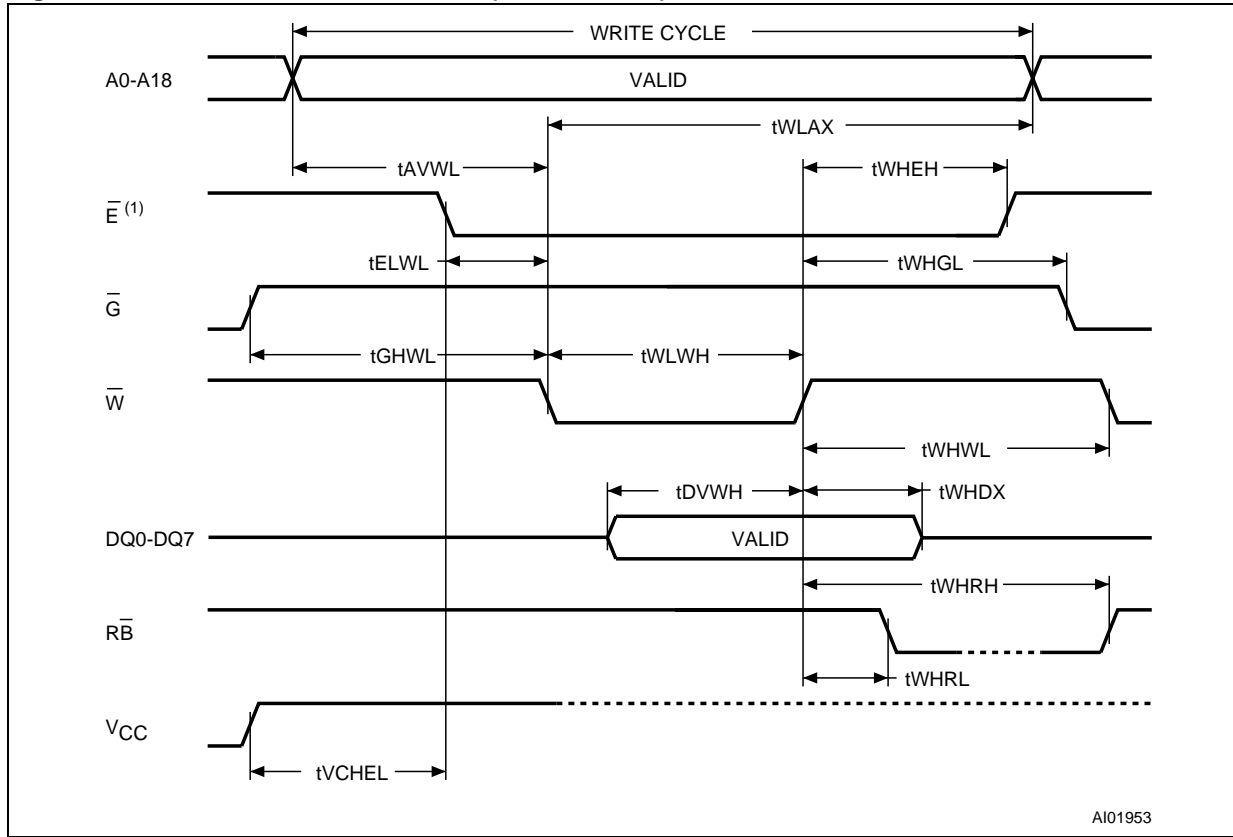 WRITE CYCLE
A0-A18
VALID
tWLAX
tAVWL
tWHEH
E̅ (1)
tELWL
tWHGL
G̅
tGHWL
tWLWH
W̅
tWHWL
tDVWH
tWHDX
DQ0-DQ7
VALID
tWHRH
RB̅
tWHRL
VCC
tVCHEL
AI01953